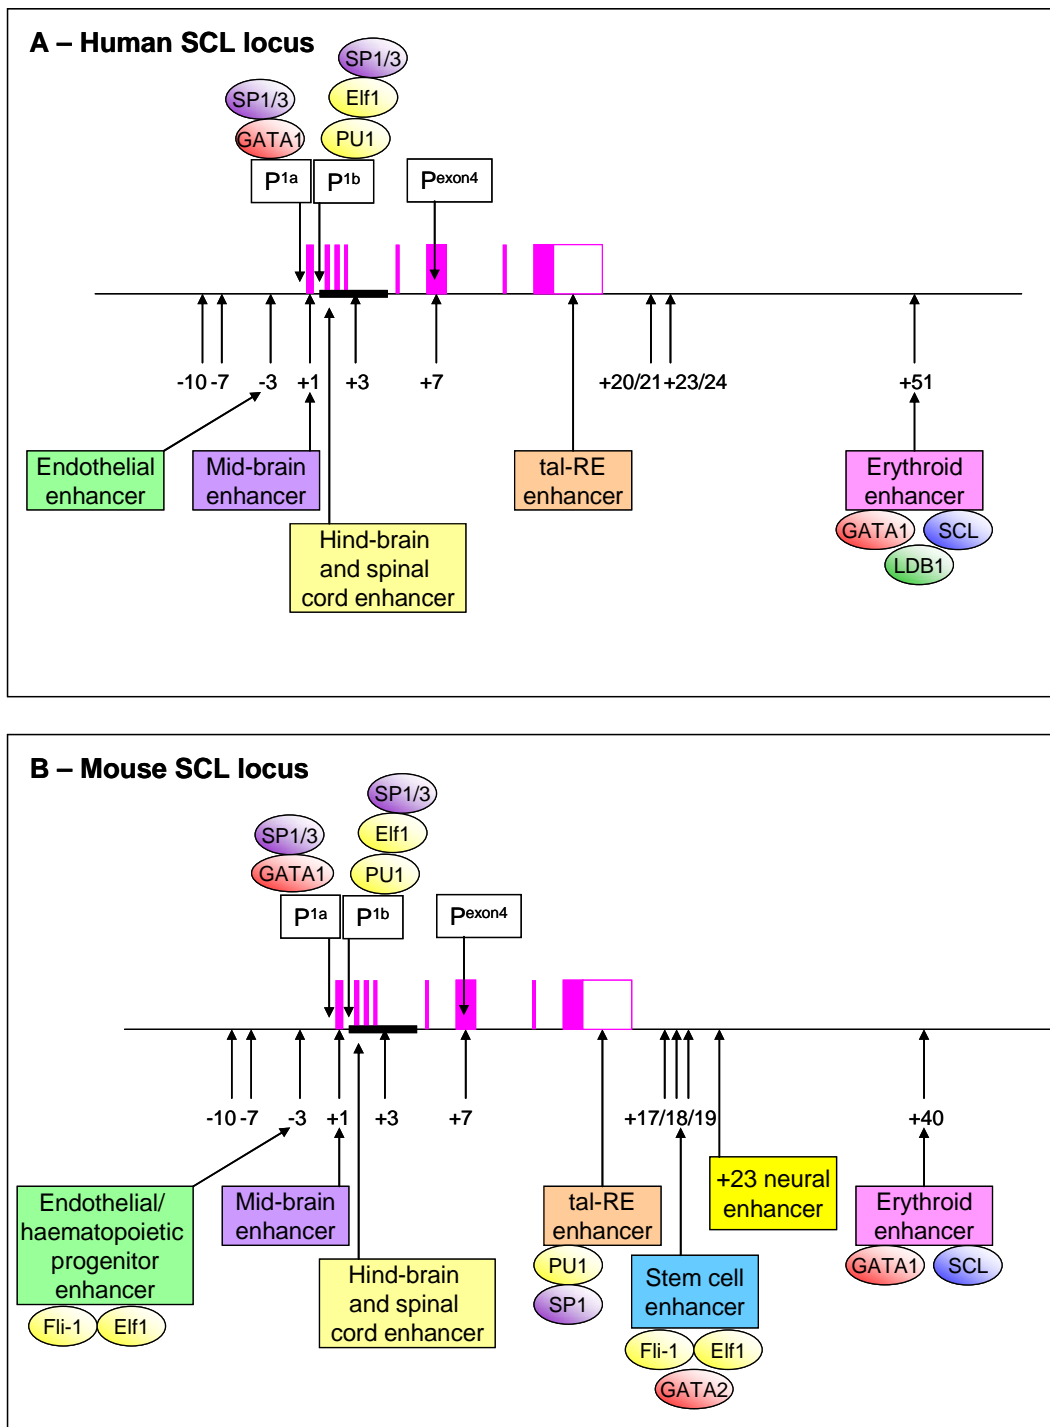 A – Human SCL locus
SP1/3
SP1/3
Elf1
GATA1
PU1
P1a
P1b
Pexon4
-10
-7
-3
+1
+3
+7
+20/21
+23/24
+51
Endothelial
enhancer
Mid-brain
enhancer
Hind-brain
and spinal
cord enhancer
tal-RE
enhancer
Erythroid
enhancer
GATA1
SCL
LDB1
B – Mouse SCL locus
SP1/3
SP1/3
Elf1
GATA1
PU1
P1a
P1b
Pexon4
-10
-7
-3
+1
+3
+7
+17/18/19
+40
Endothelial/
haematopoietic
progenitor
enhancer
Fli-1
Elf1
Mid-brain
enhancer
Hind-brain
and spinal
cord enhancer
tal-RE
enhancer
PU1
SP1
Stem cell
enhancer
Fli-1
Elf1
GATA2
+23 neural
enhancer
Erythroid
enhancer
GATA1
SCL